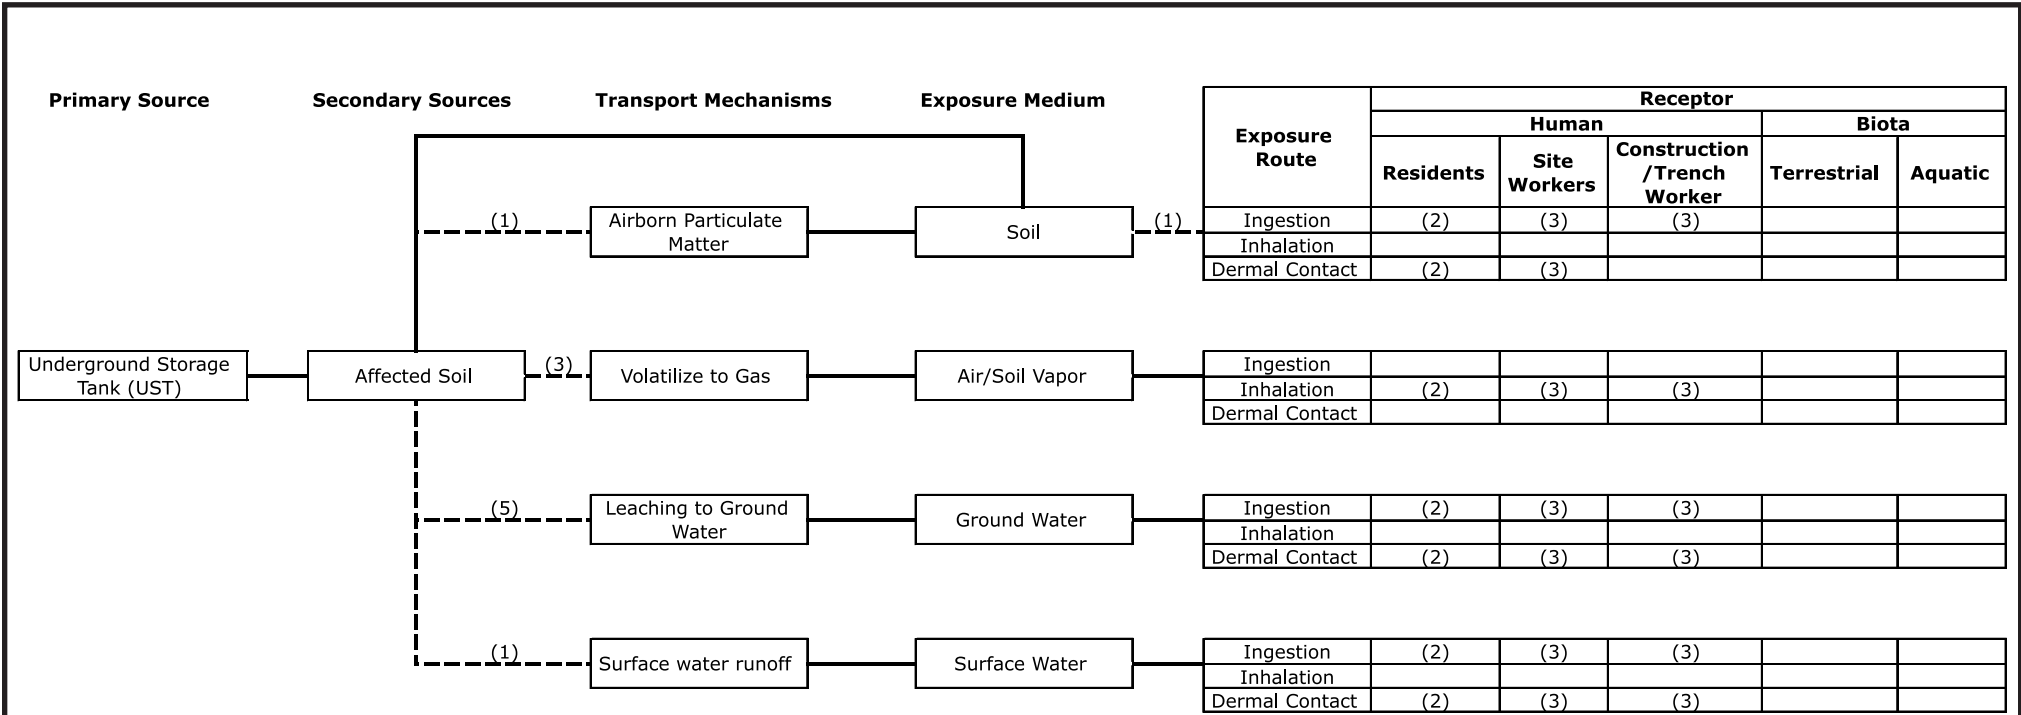 Primary Source
Secondary Sources
Transport Mechanisms
Exposure Medium
Exposure
Route
Receptor
Human
Biota
Residents
Site
Workers
Construction
/Trench
Worker
Terrestrial
Aquatic
(1)
Airborn Particulate
Matter
Soil
(1)
Ingestion (2) (3) (3)
Inhalation
Dermal Contact (2) (3)
Underground Storage
Tank (UST)
Affected Soil
(3)
Volatilize to Gas
Air/Soil Vapor
Ingestion
Inhalation (2) (3) (3)
Dermal Contact
(5)
Leaching to Ground
Water
Ground Water
Ingestion (2) (3) (3)
Inhalation
Dermal Contact (2) (3) (3)
(1)
Surface water runoff
Surface Water
Ingestion (2) (3) (3)
Inhalation
Dermal Contact (2) (3) (3)